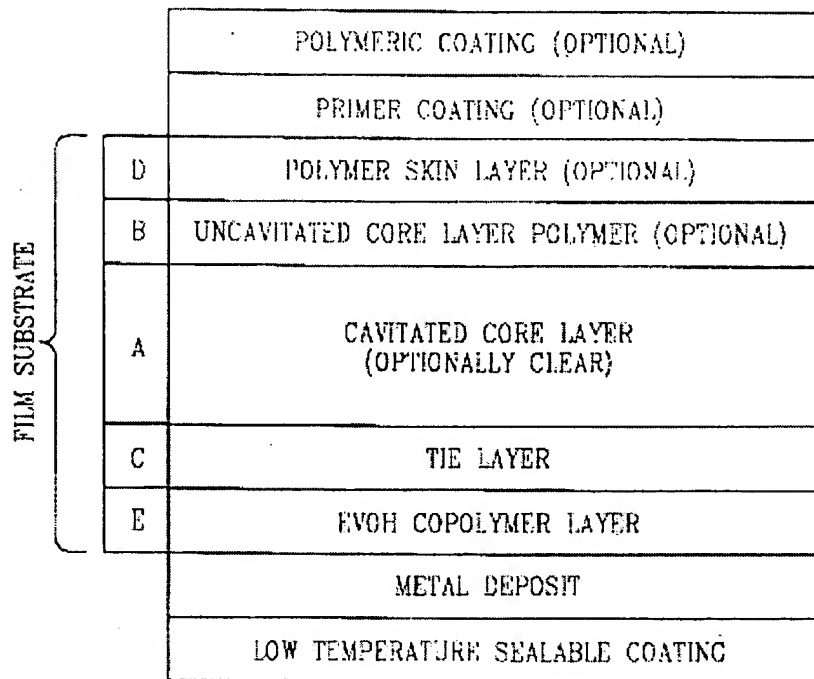 POLYMERIC COATING (OPTIONAL)
PRIMER COATING (OPTIONAL)
FILM SUBSTRATE
D POLYMER SKIN LAYER (OPTIONAL)
B UNCAVITATED CORE LAYER POLYMER (OPTIONAL)
A CAVITATED CORE LAYER
(OPTIONALLY CLEAR)
C TIE LAYER
E EVOH COPOLYMER LAYER
METAL DEPOSIT
LOW TEMPERATURE SEALABLE COATING